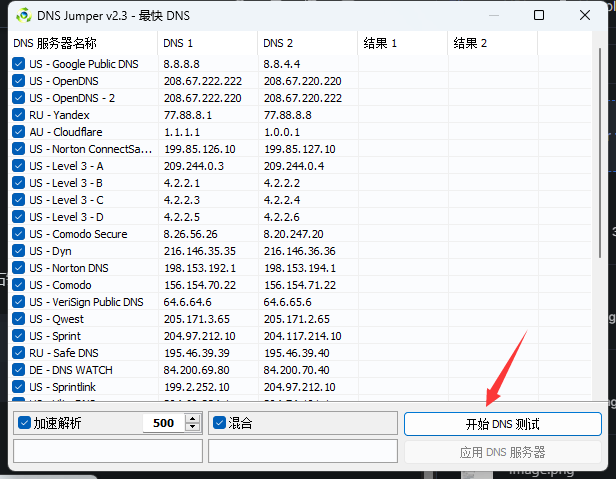 DNS Jumper v2.3 - 最快 DNS
DNS 服务器名称 DNS 1 DNS 2 结果 1 结果 2
US - Google Public DNS 8.8.8.8 8.8.4.4
US - OpenDNS 208.67.222.222 208.67.220.220
US - OpenDNS - 2 208.67.222.220 208.67.220.222
RU - Yandex 77.88.8.1 77.88.8.8
AU - Cloudflare 1.1.1.1 1.0.0.1
US - Norton ConnectSa... 199.85.126.10 199.85.127.10
US - Level 3 - A 209.244.0.3 209.244.0.4
US - Level 3 - B 4.2.2.1 4.2.2.2
US - Level 3 - C 4.2.2.3 4.2.2.4
US - Level 3 - D 4.2.2.5 4.2.2.6
US - Comodo Secure 8.26.56.26 8.20.247.20
US - Dyn 216.146.35.35 216.146.36.36
US - Norton DNS 198.153.192.1 198.153.194.1
US - Comodo 156.154.70.22 156.154.71.22
US - VeriSign Public DNS 64.6.64.6 64.6.65.6
US - Qwest 205.171.3.65 205.171.2.65
US - Sprint 204.97.212.10 204.117.214.10
RU - Safe DNS 195.46.39.39 195.46.39.40
DE - DNS WATCH 84.200.69.80 84.200.70.40
US - Sprintlink 199.2.252.10 204.97.212.10
加速解析 500 混合 开始 DNS 测试
应用 DNS 服务器
image.png